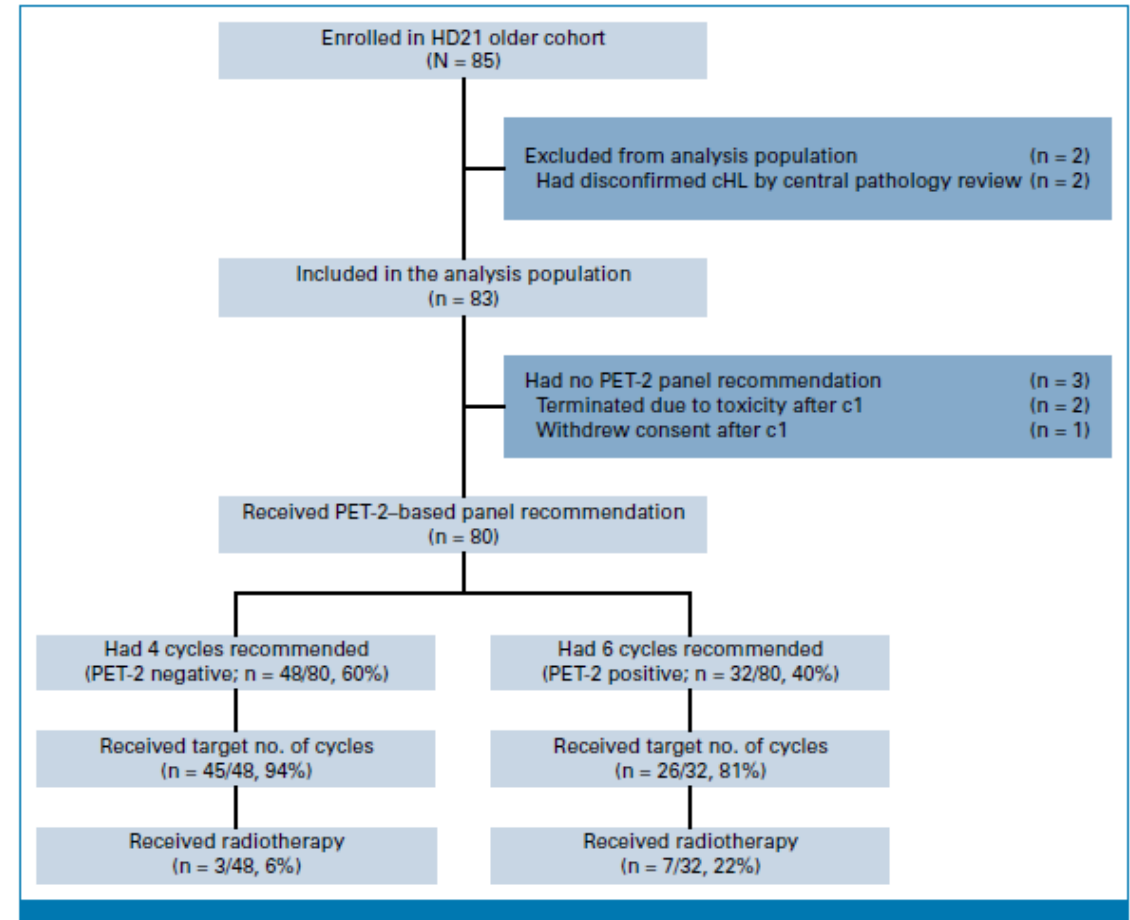 Enrolled in HD21 older cohort
(N = 85)
Excluded from analysis population (n = 2)
Had disconfirmed cHL by central pathology review (n = 2)
Included in the analysis population
(n = 83)
Had no PET-2 panel recommendation (n = 3)
Terminated due to toxicity after c1 (n = 2)
Withdrew consent after c1 (n = 1)
Received PET-2–based panel recommendation
(n = 80)
Had 4 cycles recommended
(PET-2 negative; n = 48/80, 60%)
Had 6 cycles recommended
(PET-2 positive; n = 32/80, 40%)
Received target no. of cycles
(n = 45/48, 94%)
Received target no. of cycles
(n = 26/32, 81%)
Received radiotherapy
(n = 3/48, 6%)
Received radiotherapy
(n = 7/32, 22%)